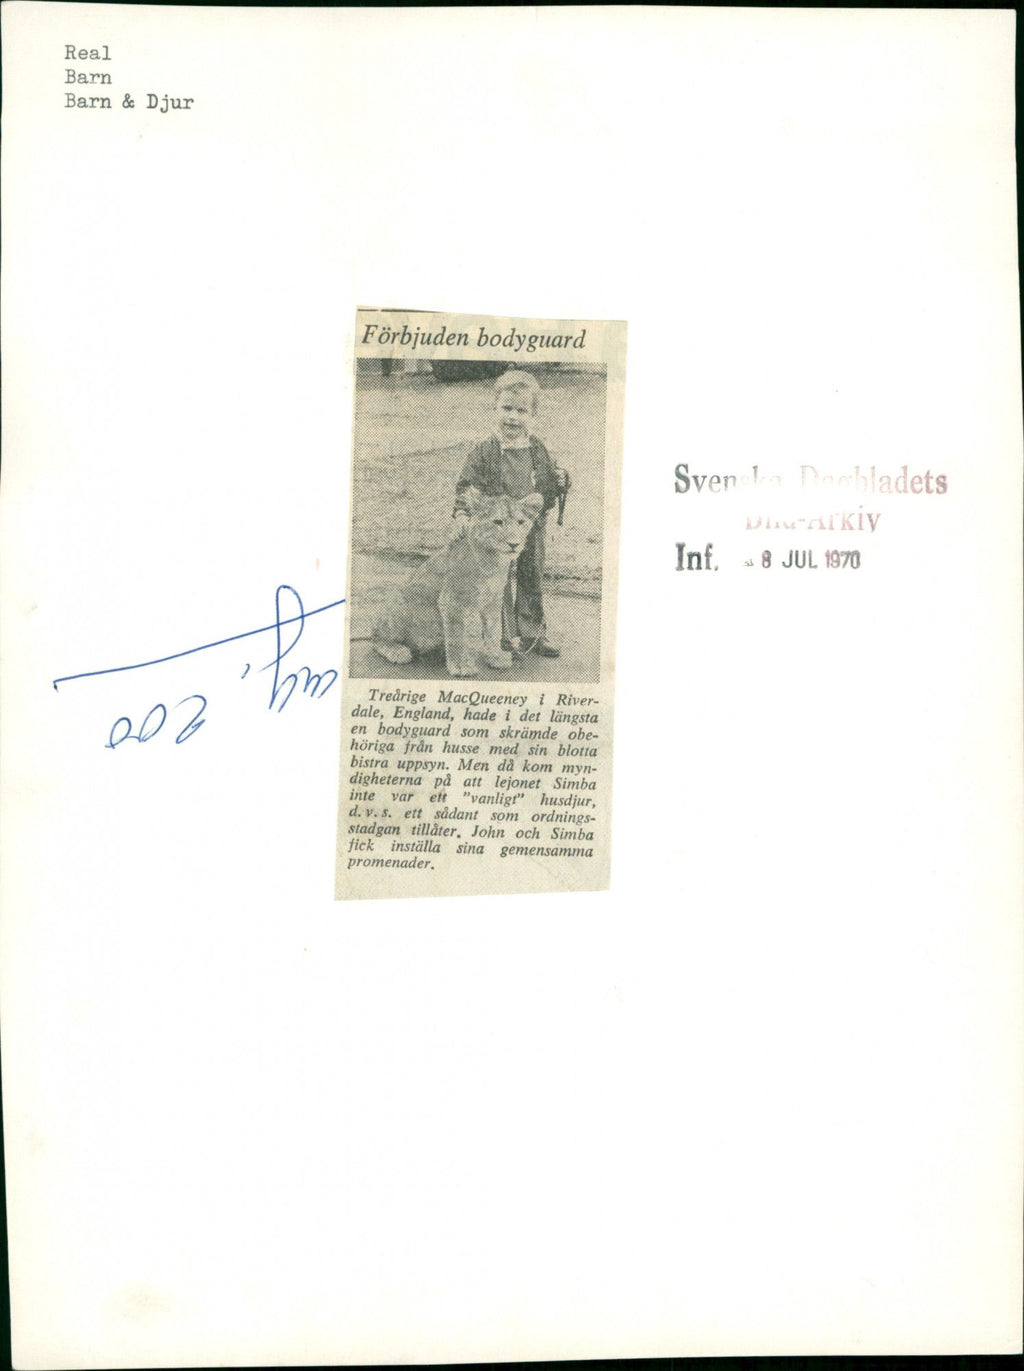 Real
Barn
Barn & Djur
Förbjuden bodyguard
Treårige MacQueeney i River-
dale, England, hade i det längsta
en bodyguard som skrämde obe-
höriga från husse med sin blotta
bistra uppsyn. Men då kom myn-
digheterna på att lejonet Simba
inte var ett ”vanligt” husdjur,
d.v.s. ett sådant som ordnings-
stadgan tillåter. John och Simba
fick inställa sina gemensamma
promenader.
Svenska Dagbladets
Bild-Arkiv
Inf. 8 JUL 1970